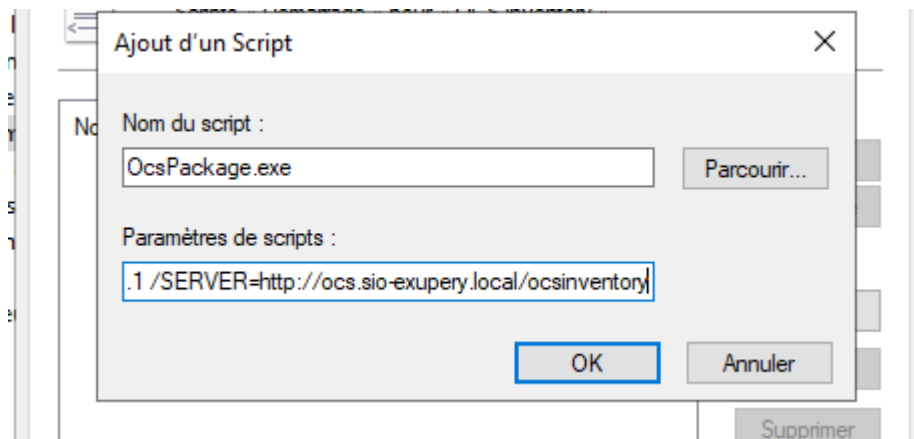 Ajout d'un Script
Nom du script :
OcsPackage.exe
Parcourir...
Paramètres de scripts :
.1 /SERVER=http://ocs.sio-exupery.local/ocsinventory
OK
Annuler
Supprimer